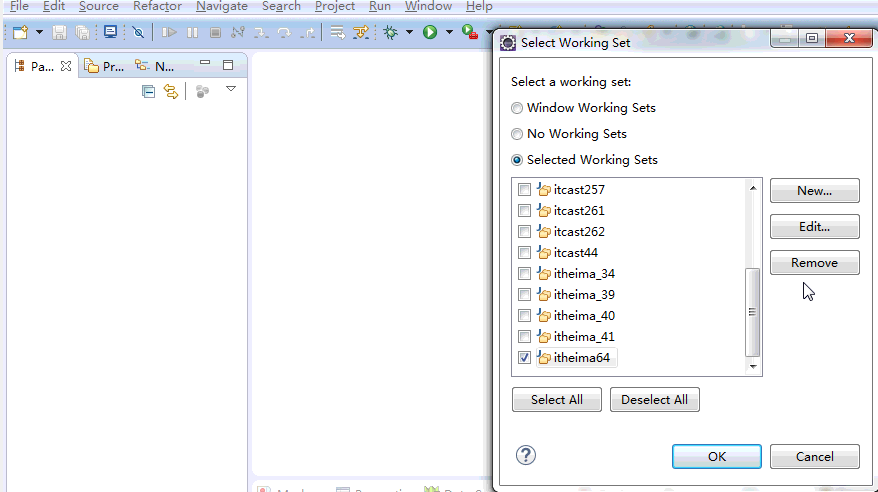 File Edit Source Refactor Navigate Search Project Run Window Help
Pa... Pr... N...
Select Working Set
Select a working set:
Window Working Sets
No Working Sets
Selected Working Sets
itcast257
itcast261
itcast262
itcast44
itheima_34
itheima_39
itheima_40
itheima_41
itheima64
New...
Edit...
Remove
Select All Deselect All
OK Cancel